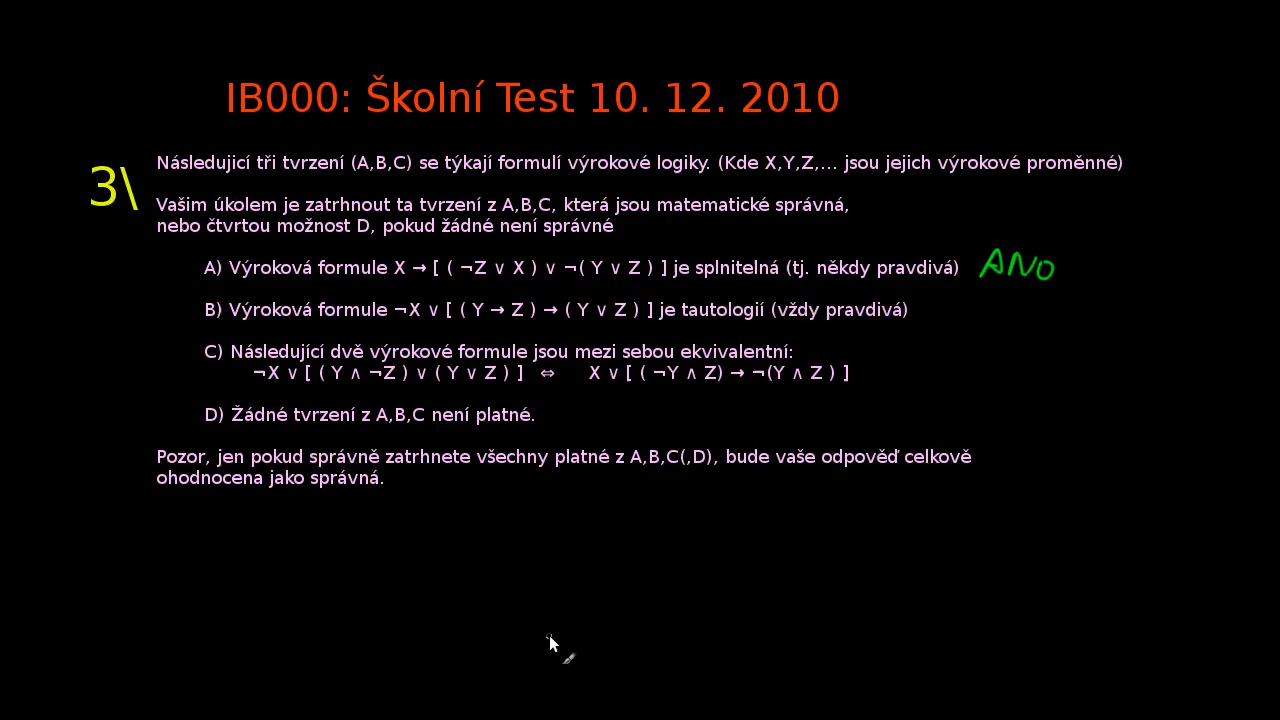 IB000: Školní Test 10. 12. 2010
3\
Následujicí tři tvrzení (A,B,C) se týkají formulí výrokové logiky. (Kde X,Y,Z,... jsou jejich výrokové proměnné)
Vašim úkolem je zatrhnout ta tvrzení z A,B,C, která jsou matematické správná,
nebo čtvrtou možnost D, pokud žádné není správné
A) Výroková formule X → [ ( ¬Z ∨ X ) ∨ ¬( Y ∨ Z ) ] je splnitelná (tj. někdy pravdivá) ANO
B) Výroková formule ¬X ∨ [ ( Y → Z ) → ( Y ∨ Z ) ] je tautologií (vždy pravdivá)
C) Následující dvě výrokové formule jsou mezi sebou ekvivalentní:
¬X ∨ [ ( Y ∧ ¬Z ) ∨ ( Y ∨ Z ) ] ⇔ X ∨ [ ( ¬Y ∧ Z) → ¬(Y ∧ Z ) ]
D) Žádné tvrzení z A,B,C není platné.
Pozor, jen pokud správně zatrhnete všechny platné z A,B,C(,D), bude vaše odpověď celkově
ohodnocena jako správná.